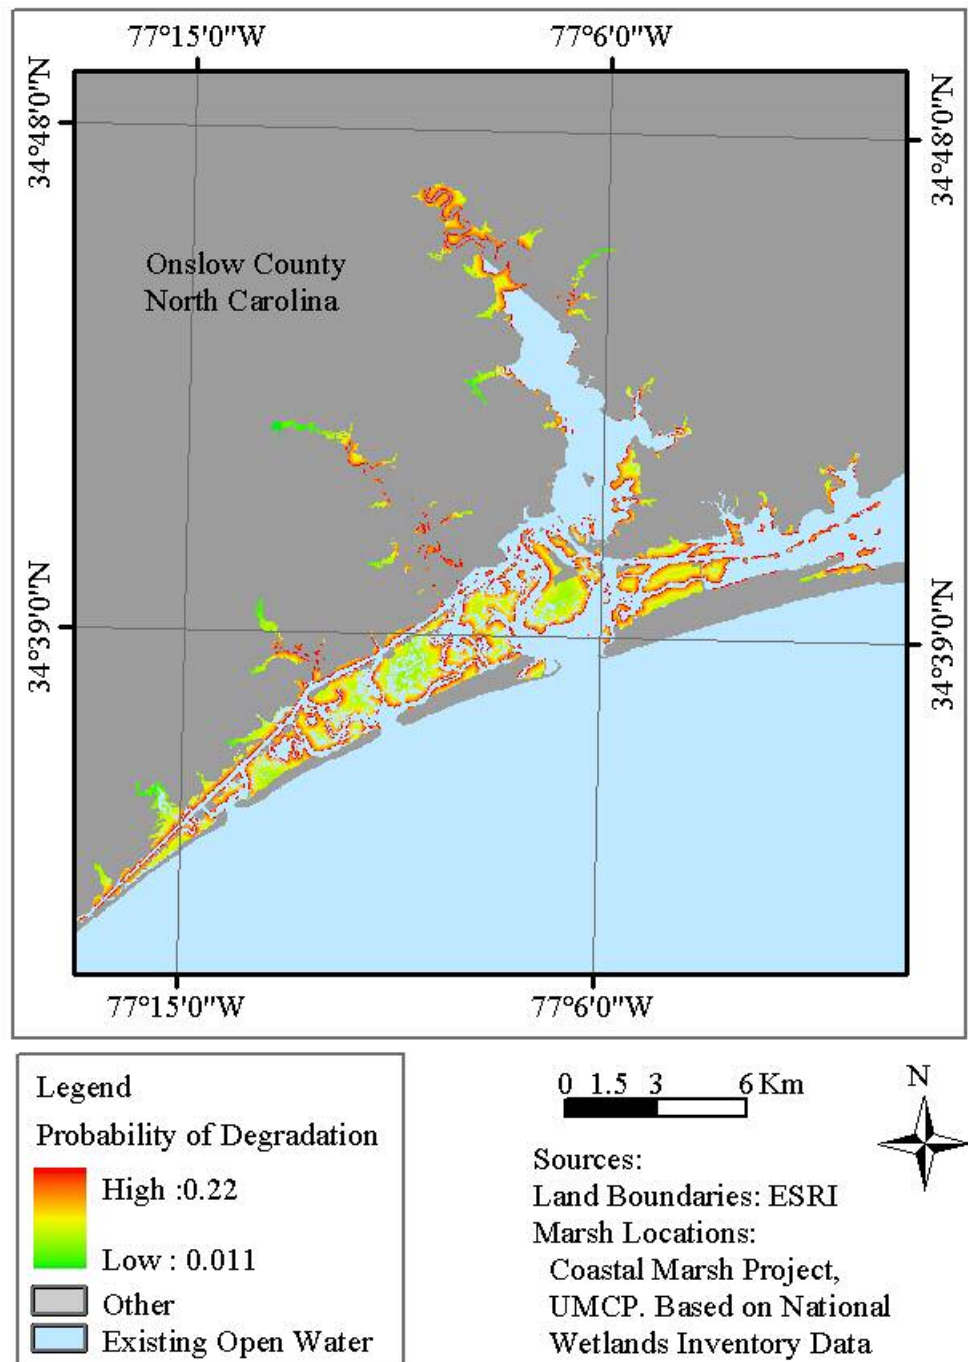 77°15'0"W 77°6'0"W
34°48'0"N
34°48'0"N
Onslow County
North Carolina
34°39'0"N
34°39'0"N
77°15'0"W 77°6'0"W
Legend
Probability of Degradation
High :0.22
Low : 0.011
Other
Existing Open Water
0 1.5 3 6 Km
N
Sources:
Land Boundaries: ESRI
Marsh Locations:
Coastal Marsh Project,
UMCP. Based on National
Wetlands Inventory Data